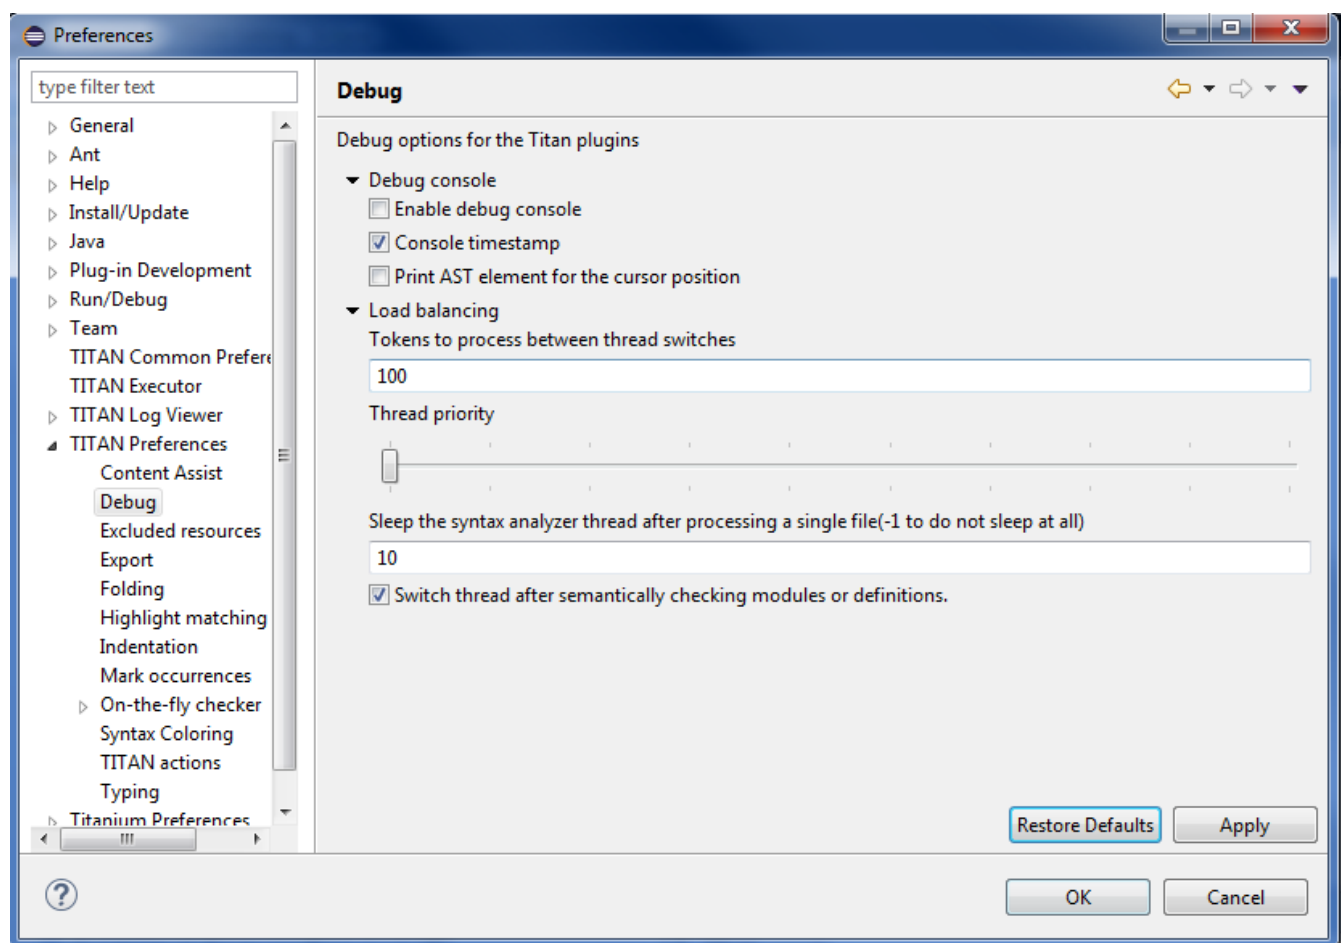 Preferences
type filter text
General
Ant
Help
Install/Update
Java
Plug-in Development
Run/Debug
Team
TITAN Common Prefere
TITAN Executor
TITAN Log Viewer
TITAN Preferences
Content Assist
Debug
Excluded resources
Export
Folding
Highlight matching
Indentation
Mark occurrences
On-the-fly checker
Syntax Coloring
TITAN actions
Typing
Titanium Preferences
Debug
Debug options for the Titan plugins
Debug console
Enable debug console
Console timestamp
Print AST element for the cursor position
Load balancing
Tokens to process between thread switches
100
Thread priority
Sleep the syntax analyzer thread after processing a single file(-1 to do not sleep at all)
10
Switch thread after semantically checking modules or definitions.
Restore Defaults
Apply
OK
Cancel